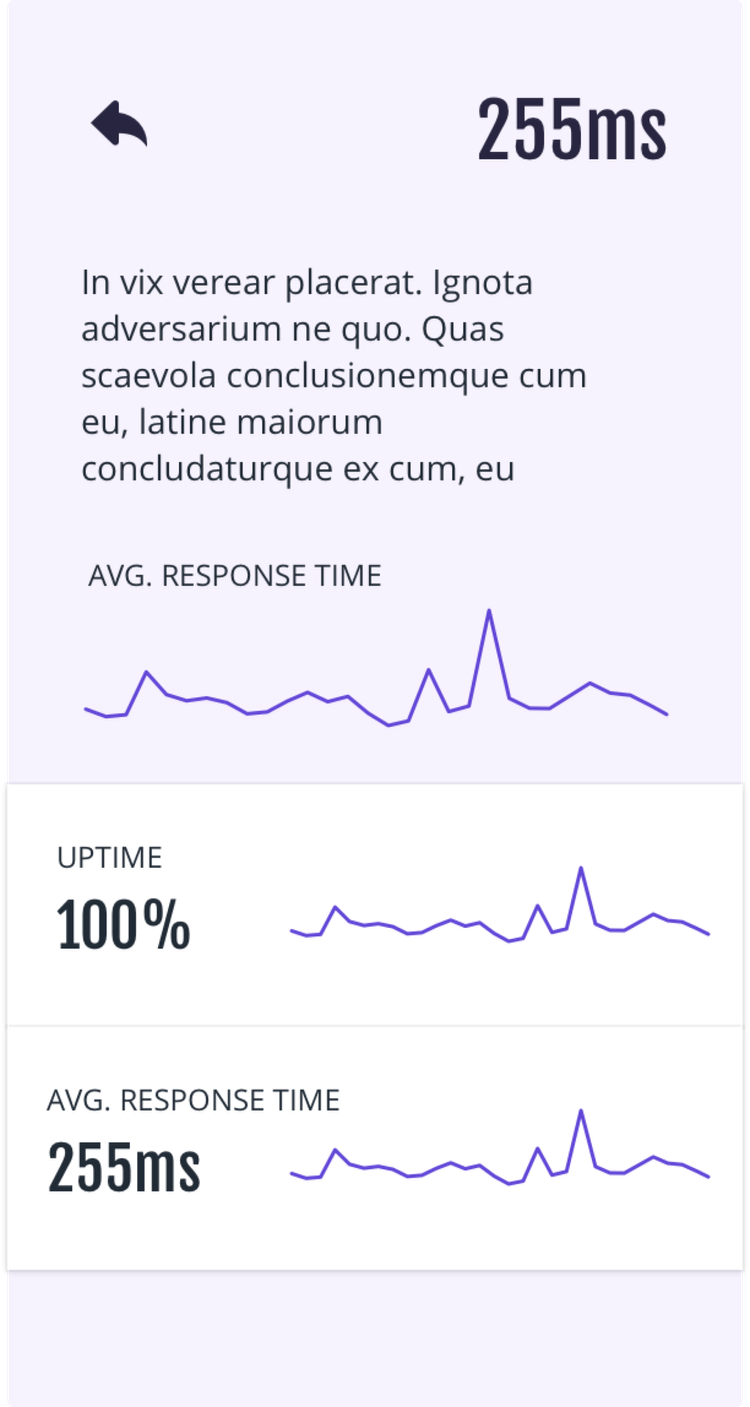 255ms
In vix verear placerat. Ignota
adversarium ne quo. Quas
scaevola conclusionemque cum
eu, latine maiorum
concludaturque ex cum, eu
AVG. RESPONSE TIME
UPTIME
100%
AVG. RESPONSE TIME
255ms